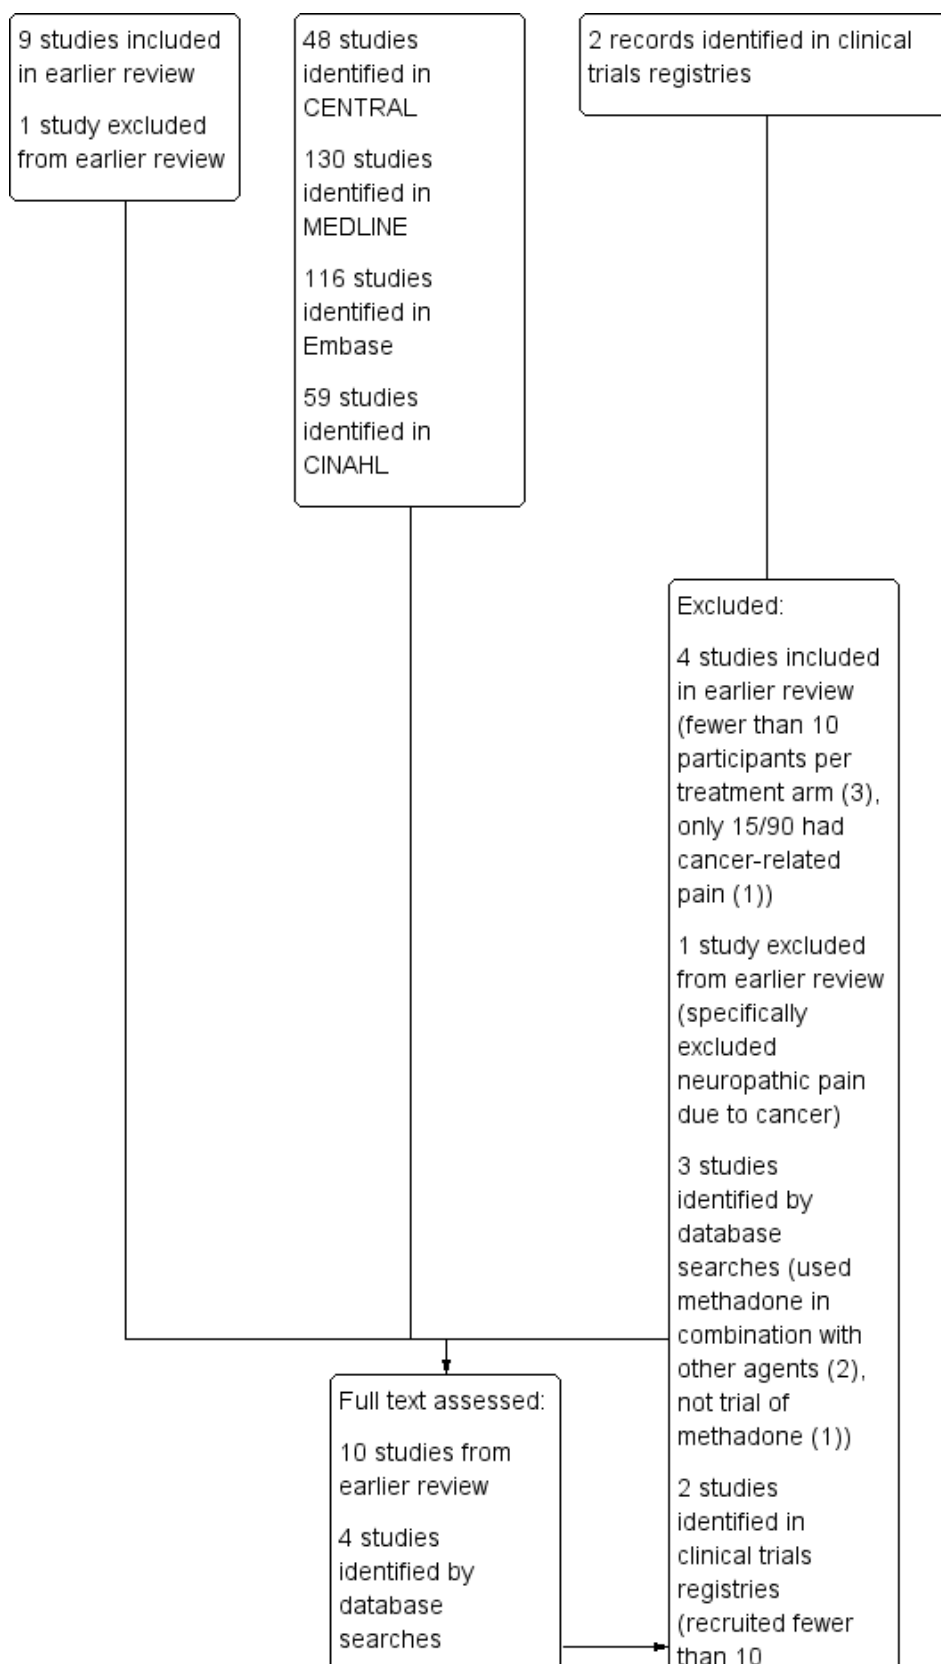 9 studies included
in earlier review
1 study excluded
from earlier review
48 studies
identified in
CENTRAL
130 studies
identified in
MEDLINE
116 studies
identified in
Embase
59 studies
identified in
CINAHL
2 records identified in clinical
trials registries
Excluded:
4 studies included
in earlier review
(fewer than 10
participants per
treatment arm (3),
only 15/90 had
cancer-related
pain (1))
1 study excluded
from earlier review
(specifically
excluded
neuropathic pain
due to cancer)
3 studies
identified by
database
searches (used
methadone in
combination with
other agents (2),
not trial of
methadone (1))
2 studies
identified in
clinical trials
registries
(recruited fewer
than 10
Full text assessed:
10 studies from
earlier review
4 studies
identified by
database
searches